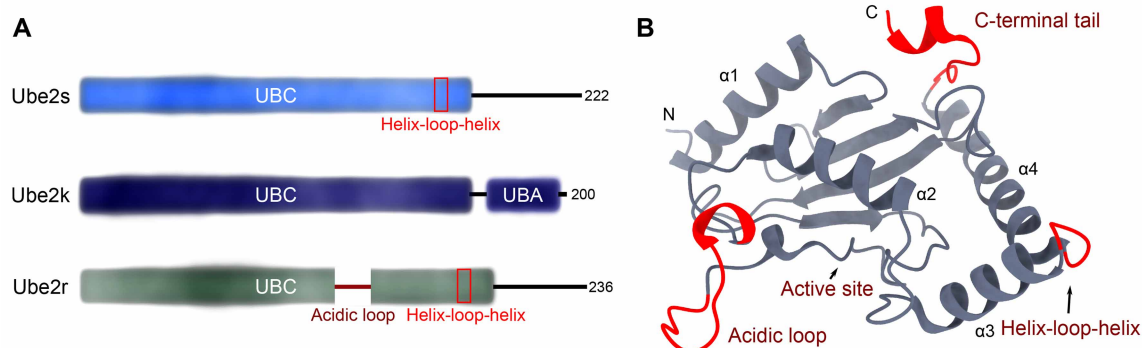 A
Ube2s
UBC
222
Helix-loop-helix
Ube2k
UBC
UBA
200
Ube2r
UBC
236
Acidic loop
Helix-loop-helix
B
C
C-terminal tail
α1
N
α4
α2
Active site
Acidic loop
α3
Helix-loop-helix